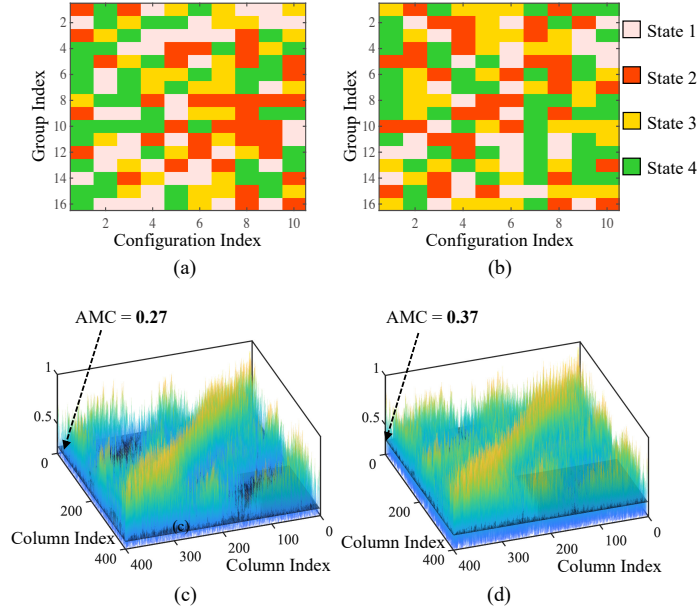 2
4
6
8
10
12
14
16
Group Index
2
4
6
8
10
Configuration Index
(a)
2
4
6
8
10
12
14
16
Group Index
2
4
6
8
10
Configuration Index
(b)
State 1
State 2
State 3
State 4
AMC = 0.27
1
0.5
0
200
400
Column Index
400
300
200
100
0
Column Index
(c)
(c)
AMC = 0.37
1
0.5
0
200
400
Column Index
400
300
200
100
0
Column Index
(d)